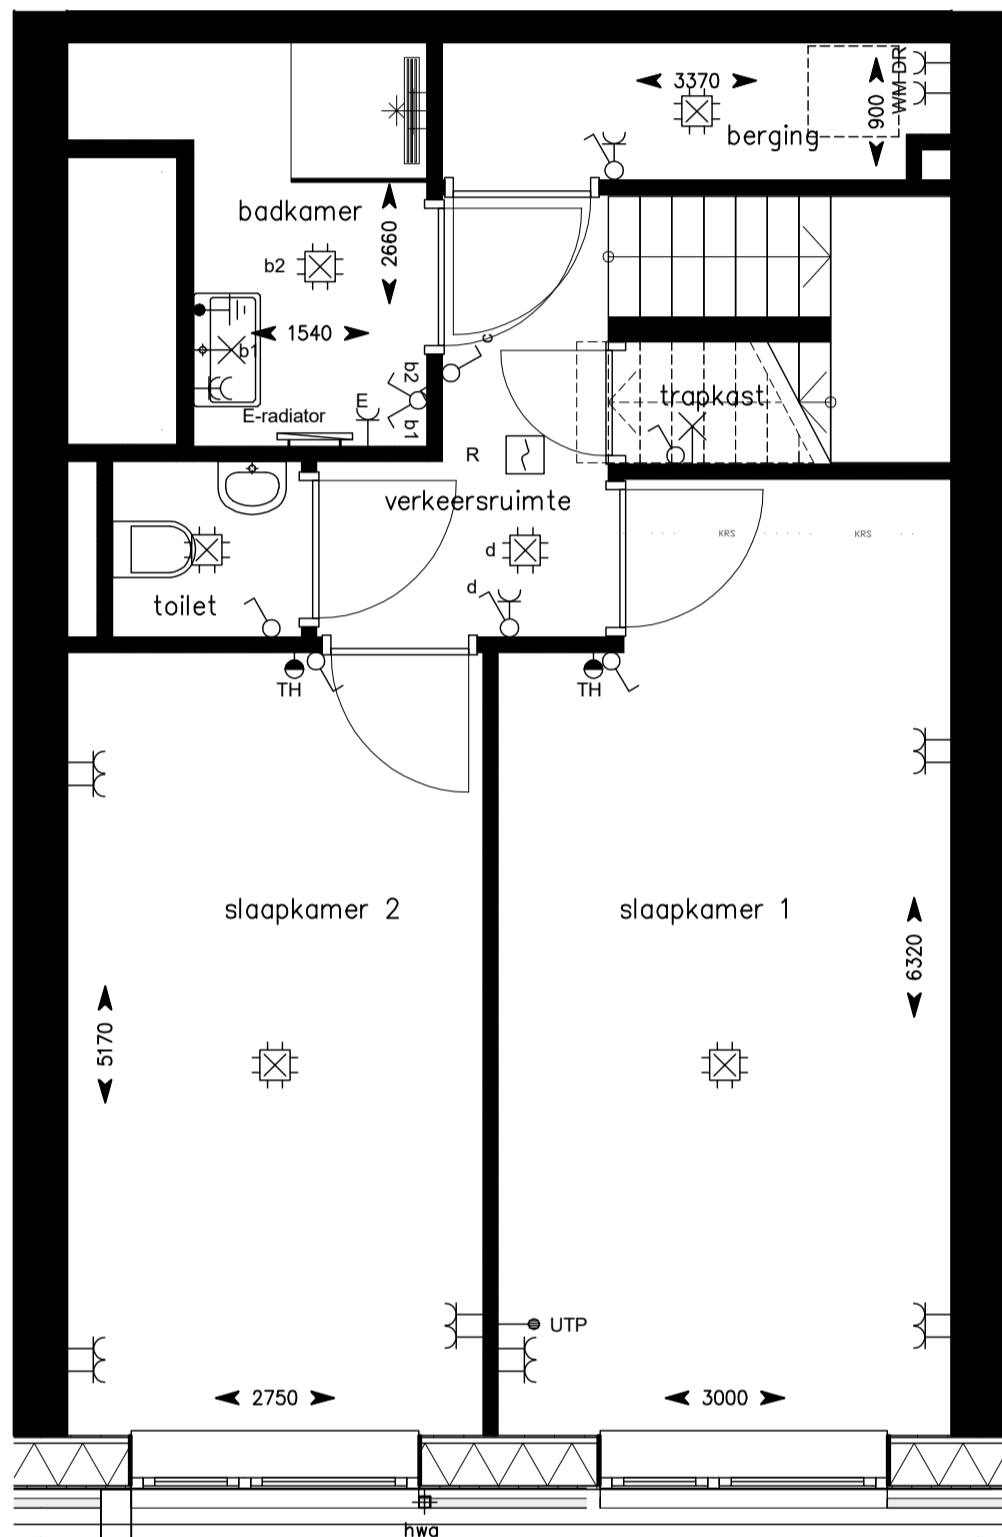 3370
WM DR
900
berging
badkamer
2660
b2
1540
b1
c
b2
b1
E
E-radiator
trapkast
R
verkeersruimte
KRS
KRS
d
d
toilet
TH
TH
slaapkamer 2
slaapkamer 1
6320
5170
UTP
2750
3000
hwa